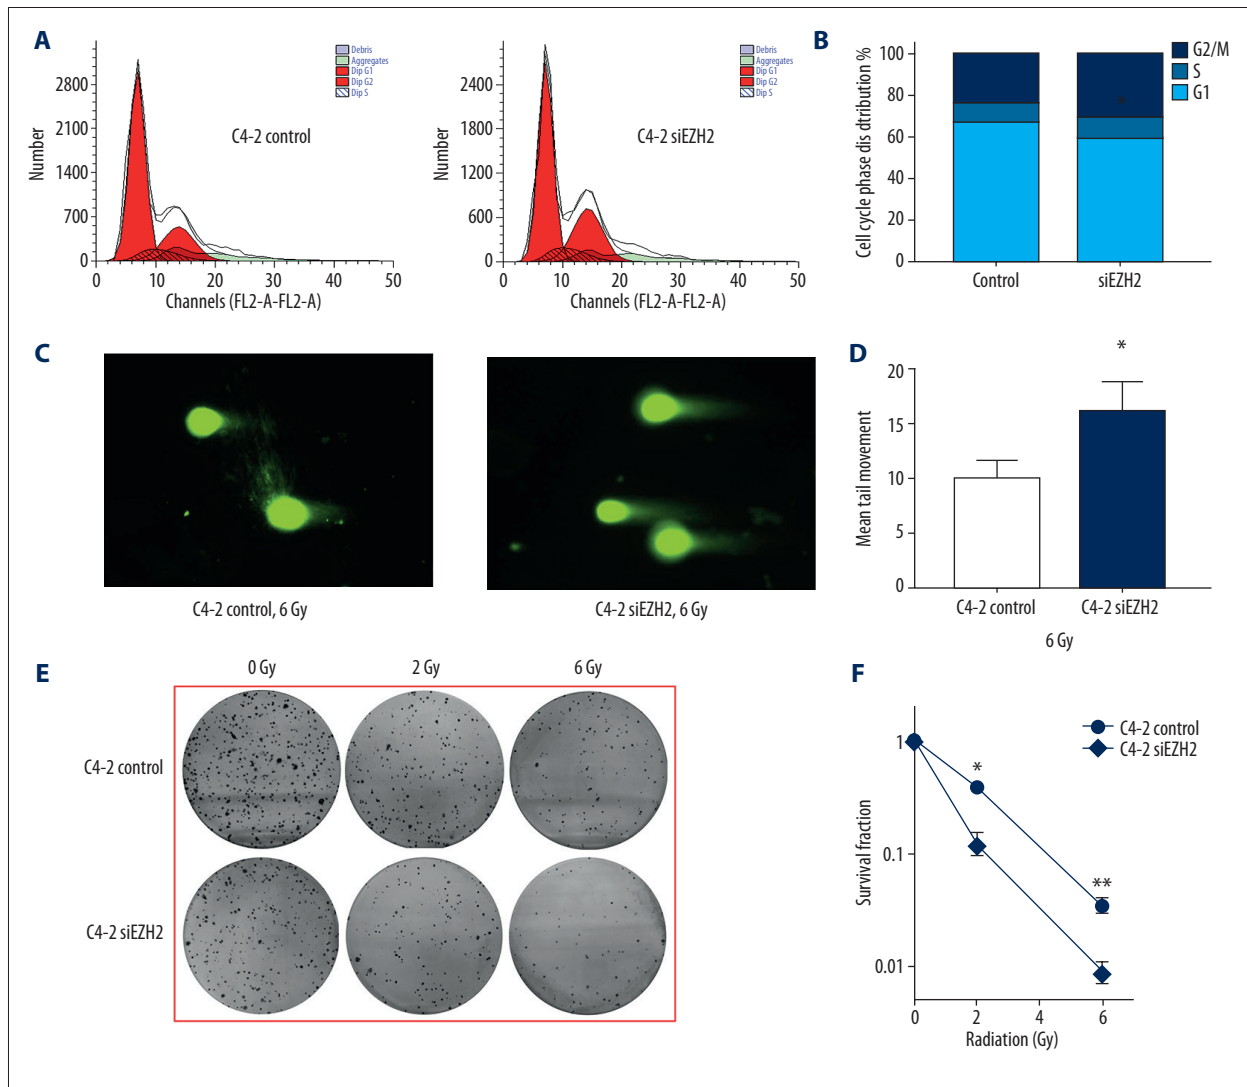 A
Debris
Aggregates
Dip G1
Dip G2
Dip S
C4-2 control
Number
2800
2100
1400
700
0
0 10 20 30 40 50
Channels (FL2-A-FL2-A)
Debris
Aggregates
Dip G1
Dip G2
Dip S
C4-2 siEZH2
Number
2400
1800
1200
600
0
0 10 20 30 40 50
Channels (FL2-A-FL2-A)
B
Cell cycle phase dis dtribution %
100
80
60
40
20
0
*
Control siEZH2
G2/M
S
G1
C
C4-2 control, 6 Gy
C4-2 siEZH2, 6 Gy
D
Mean tail movement
20
15
10
5
0
*
C4-2 control C4-2 siEZH2
6 Gy
E
0 Gy 2 Gy 6 Gy
C4-2 control
C4-2 siEZH2
F
Survival fraction
1
0.1
0.01
C4-2 control
C4-2 siEZH2
*
**
0 2 4 6
Radiation (Gy)